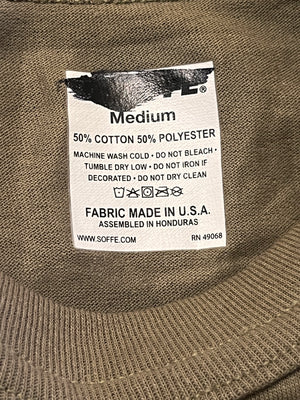 Medium
50% COTTON 50% POLYESTER
MACHINE WASH COLD • DO NOT BLEACH •
TUMBLE DRY LOW • DO NOT IRON IF
DECORATED • DO NOT DRY CLEAN
FABRIC MADE IN U.S.A.
ASSEMBLED IN HONDURAS
WWW.SOFFE.COM RN 49068